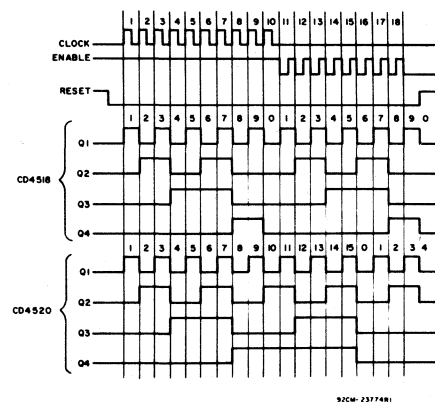 1 2 3 4 5 6 7 8 9 10
CLOCK
11 12 13 14 15 16 17 18
ENABLE
RESET
1 2 3 4 5 6 7 8 9 0 1 2 3 4 5 6 7 8 9 0
Q1
Q2
CD4518
Q3
Q4
1 2 3 4 5 6 7 8 9 10 11 12 13 14 15 0 1 2 3 4
Q1
Q2
CD4520
Q3
Q4
92CM-23774R1